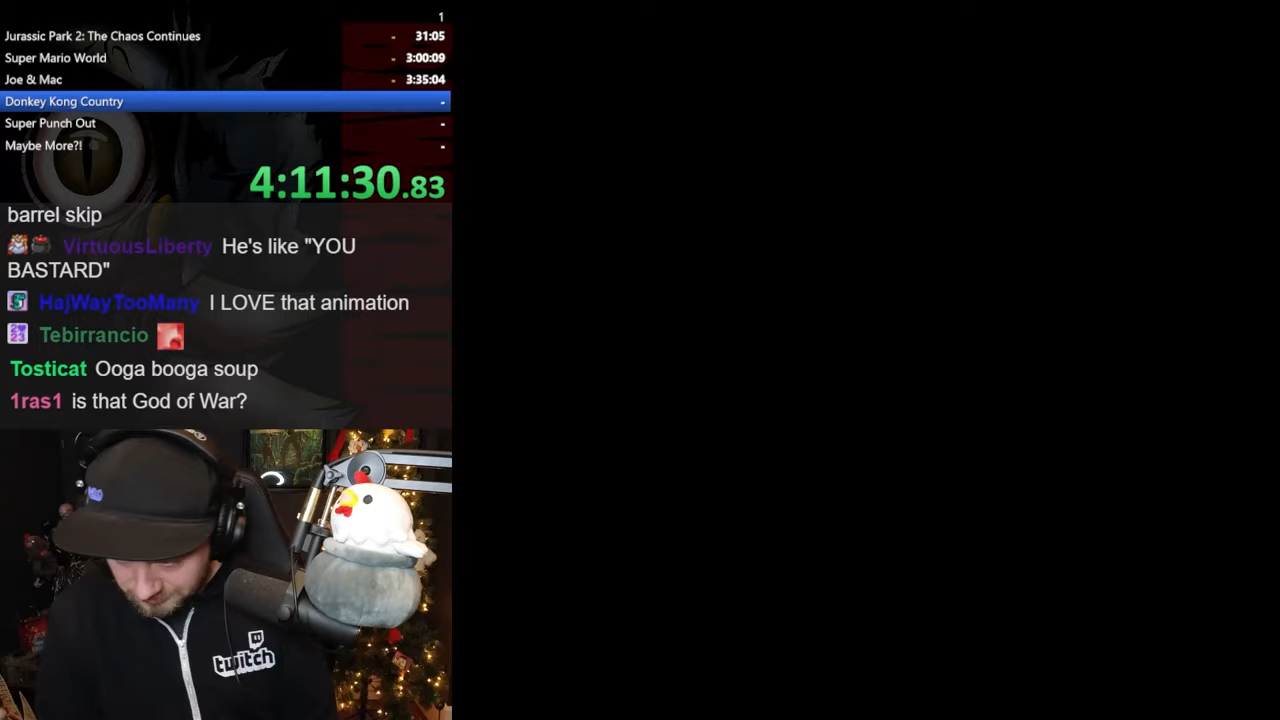 1
Jurassic Park 2: The Chaos Continues - 31:05
Super Mario World - 3:00:09
Joe & Mac - 3:35:04
Donkey Kong Country -
Super Punch Out -
Maybe More?! -
4:11:30.83
barrel skip
VirtuousLiberty He's like "YOU
BASTARD"
HajWayTooMany I LOVE that animation
Tebirrancio
Tosticat Ooga booga soup
1ras1 is that God of War?
twitch